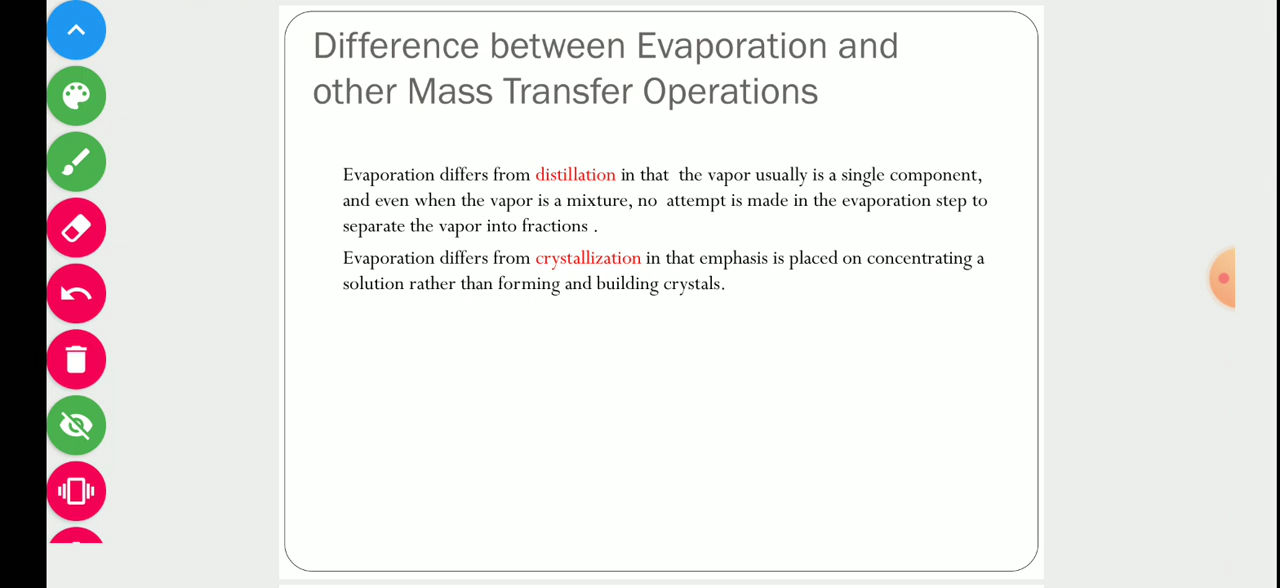 Difference between Evaporation and
other Mass Transfer Operations
Evaporation differs from distillation in that the vapor usually is a single component,
and even when the vapor is a mixture, no attempt is made in the evaporation step to
separate the vapor into fractions .
Evaporation differs from crystallization in that emphasis is placed on concentrating a
solution rather than forming and building crystals.